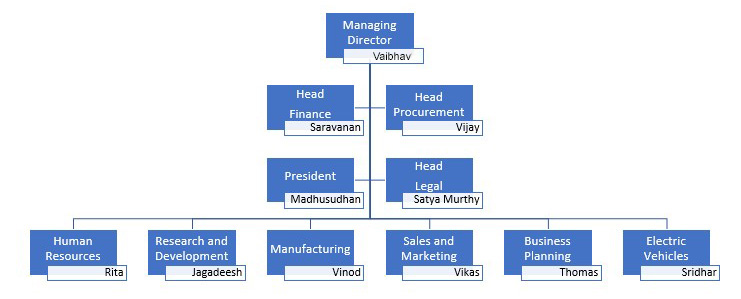 Managing
Director
Vaibhav
Head
Finance
Saravanan
Head
Procurement
Vijay
President
Madhusudhan
Head
Legal
Satya Murthy
Human
Resources
Rita
Research and
Development
Jagadeesh
Manufacturing
Vinod
Sales and
Marketing
Vikas
Business
Planning
Thomas
Electric
Vehicles
Sridhar